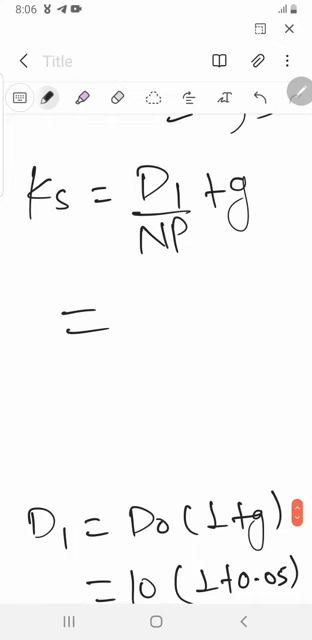 8:06
Title
Ks = D1/NP + g
=
D1 = D0 (1+g)
= 10 (1+0.05)